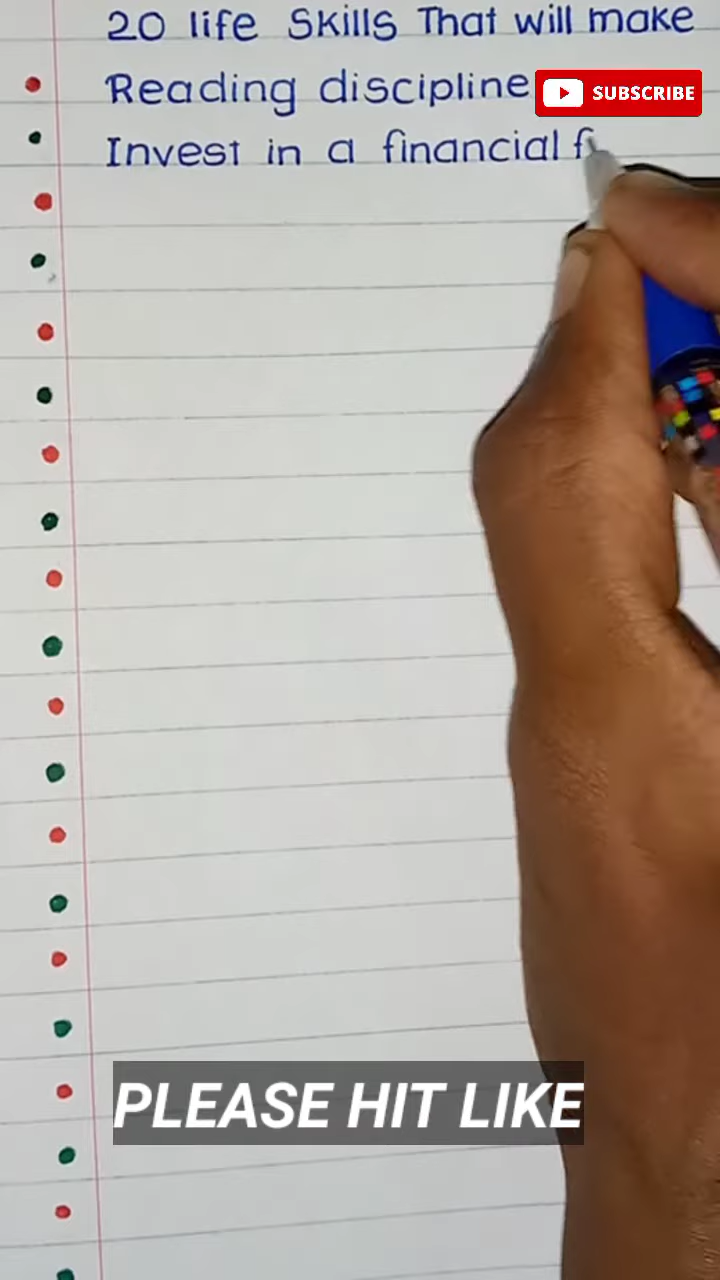 20 life Skills That will make
Reading discipline
SUBSCRIBE
Invest in a financial f
PLEASE HIT LIKE